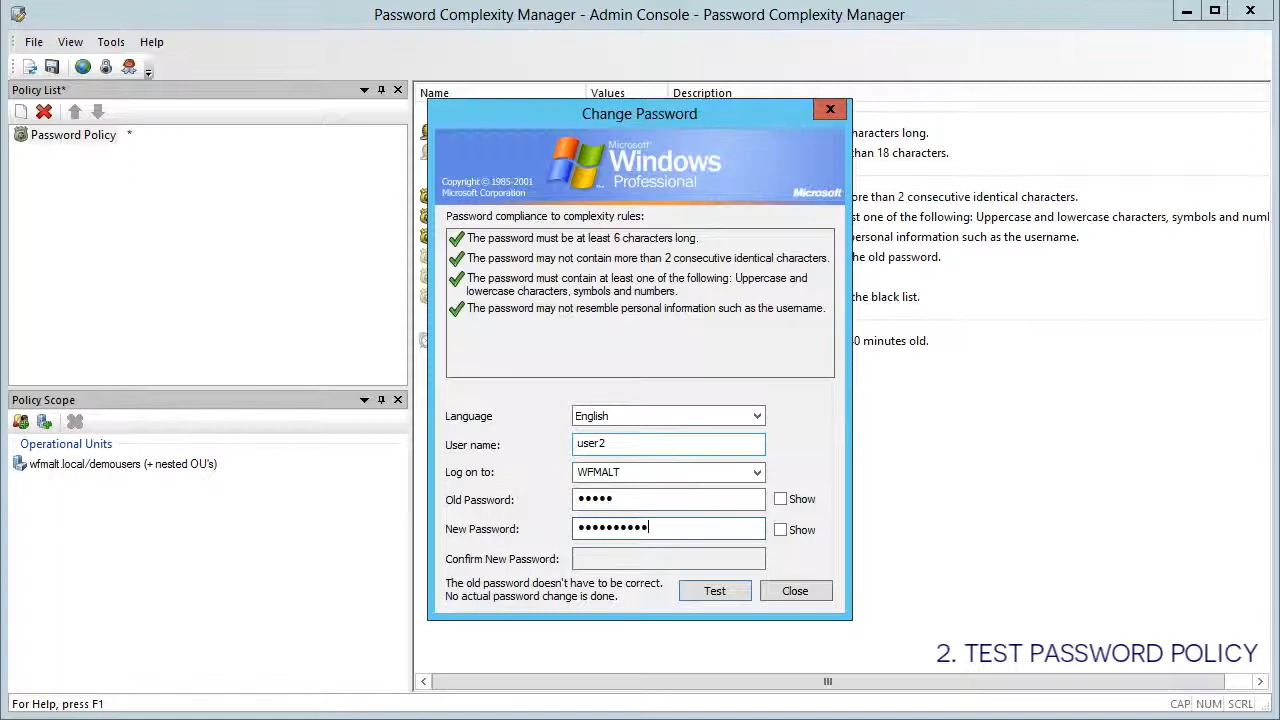 Password Complexity Manager - Admin Console - Password Complexity Manager
File View Tools Help
Policy List*
Password Policy *
Policy Scope
Operational Units
wfmalt.local/demousers (+ nested OU's)
Name Values Description
aracters long.
han 18 characters.
ore than 2 consecutive identical characters.
st one of the following: Uppercase and lowercase characters, symbols and num
personal information such as the username.
he old password.
the black list.
0 minutes old.
Change Password
Copyright © 1985-2001
Microsoft Corporation
Microsoft
Windows
Professional
Microsoft
Password compliance to complexity rules:
The password must be at least 6 characters long.
The password may not contain more than 2 consecutive identical characters.
The password must contain at least one of the following: Uppercase and
lowercase characters, symbols and numbers.
The password may not resemble personal information such as the username.
Language English
User name: user2
Log on to: WFMALT
Old Password: ●●●●● Show
New Password: ●●●●●●●●●● Show
Confirm New Password:
The old password doesn't have to be correct.
No actual password change is done.
Test Close
2. TEST PASSWORD POLICY
For Help, press F1
CAP NUM SCRL